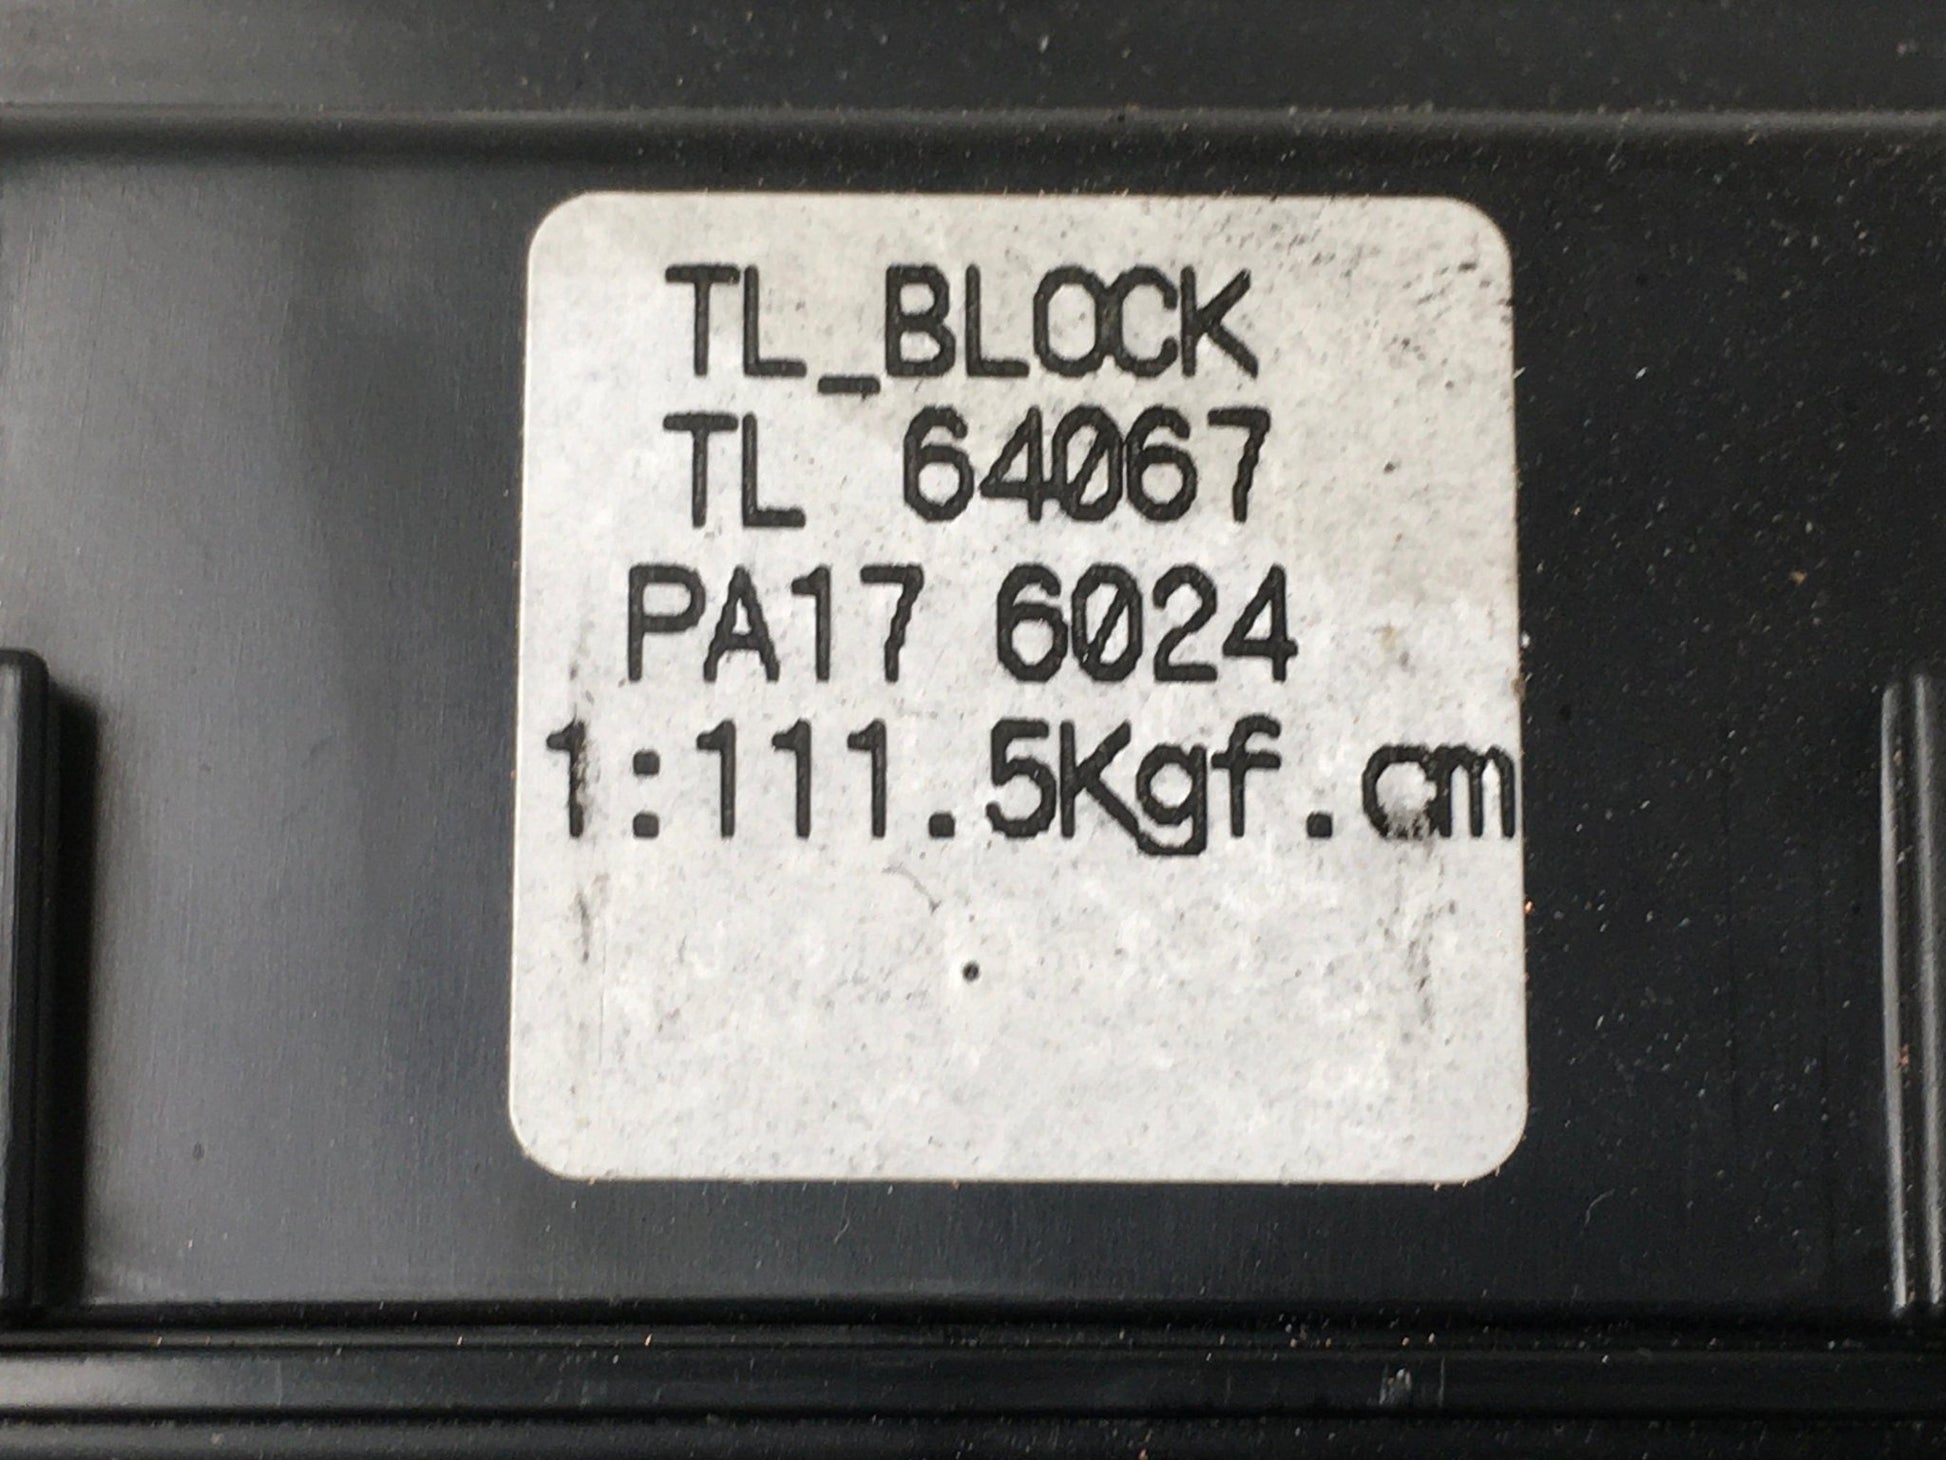 TL_BLOCK
TL 64067
PA17 6024
1:111.5Kgf.cm